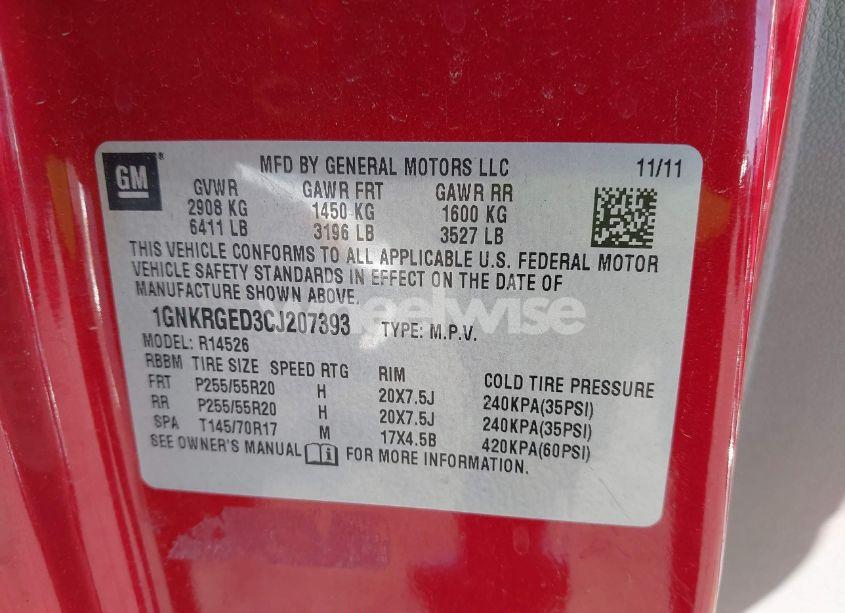 GM®
MFD BY GENERAL MOTORS LLC 11/11
GVWR GAWR FRT GAWR RR
2908 KG 1450 KG 1600 KG
6411 LB 3196 LB 3527 LB
THIS VEHICLE CONFORMS TO ALL APPLICABLE U.S. FEDERAL MOTOR
VEHICLE SAFETY STANDARDS IN EFFECT ON THE DATE OF
MANUFACTURE SHOWN ABOVE.
1GNKRGED3CJ207393 TYPE: M.P.V.
MODEL: R14526
RBBM TIRE SIZE SPEED RTG RIM COLD TIRE PRESSURE
FRT P255/55R20 H 20X7.5J 240KPA(35PSI)
RR P255/55R20 H 20X7.5J 240KPA(35PSI)
SPA T145/70R17 M 17X4.5B 420KPA(60PSI)
SEE OWNER'S MANUAL FOR MORE INFORMATION.